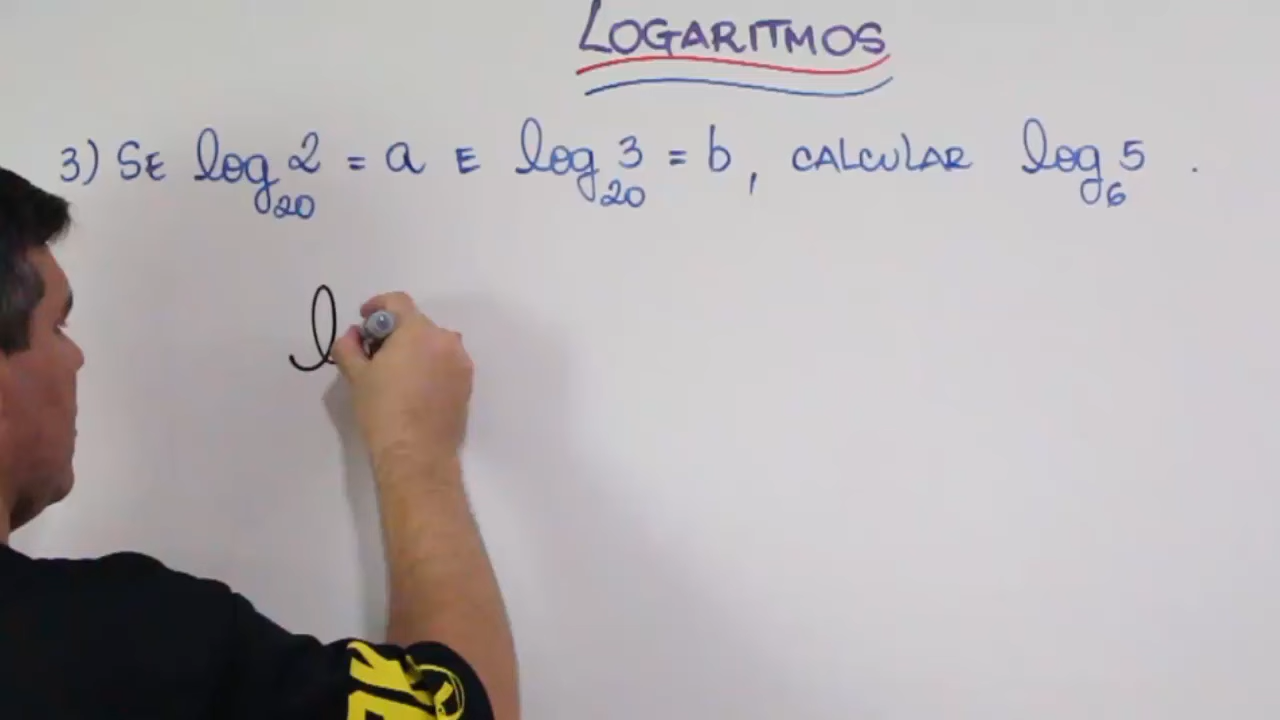 LOGARITMOS
3) SE log₂₀ 2 = a E log₂₀ 3 = b, CALCULAR log₆ 5 .
l